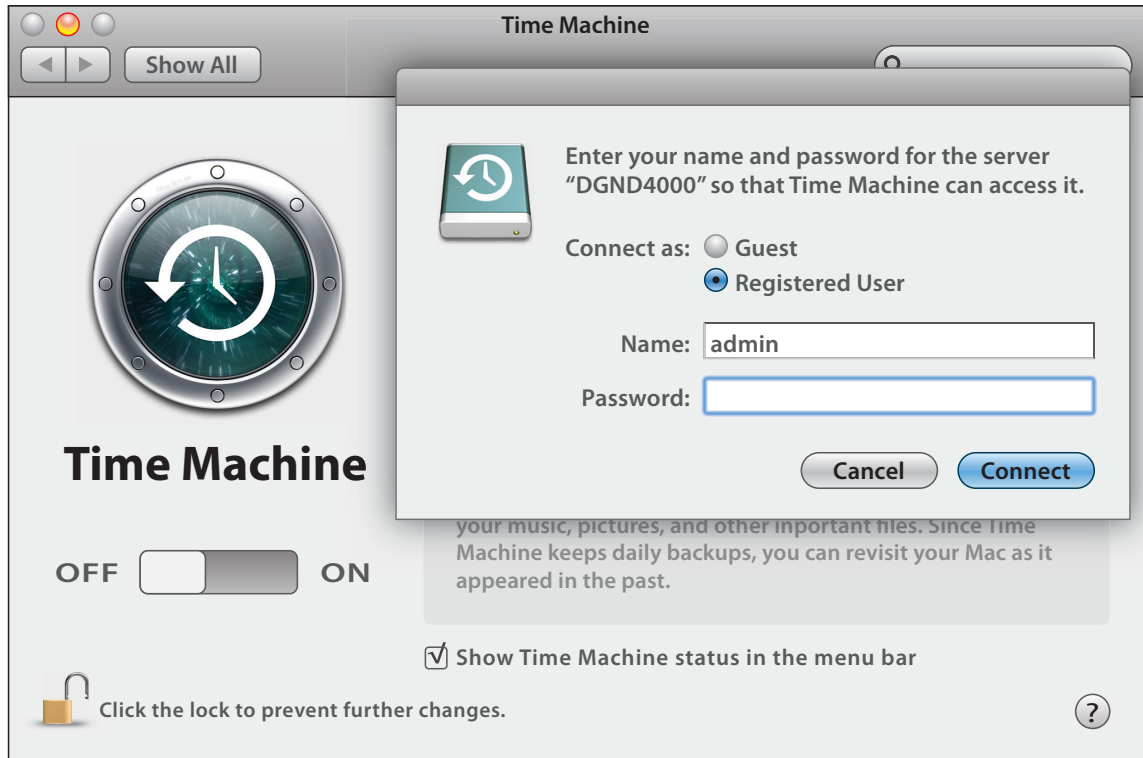 Time Machine
Show All
Enter your name and password for the server
“DGND4000” so that Time Machine can access it.
Connect as:
Guest
Registered User
Name: admin
Password:
Cancel
Connect
Time Machine
OFF
ON
your music, pictures, and other inportant files. Since Time
Machine keeps daily backups, you can revisit your Mac as it
appeared in the past.
Show Time Machine status in the menu bar
Click the lock to prevent further changes.
?